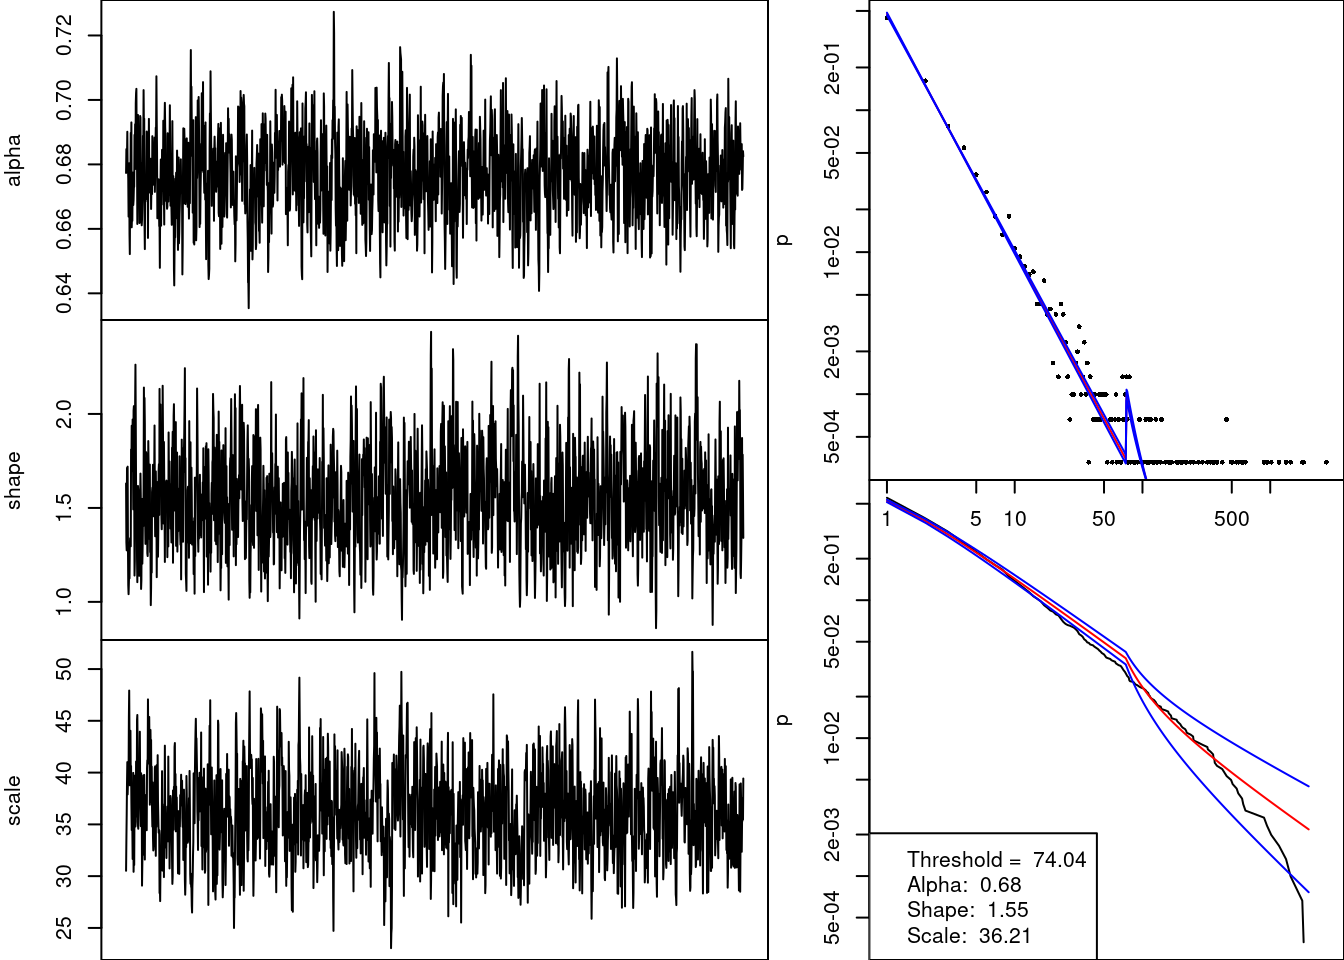 alpha
0.72
0.70
0.68
0.66
0.64
shape
2.0
1.5
1.0
scale
50
45
40
35
30
25
p
2e-01
5e-02
1e-02
2e-03
5e-04
1 5 10 50 500
p
2e-01
5e-02
1e-02
2e-03
5e-04
Threshold = 74.04
Alpha: 0.68
Shape: 1.55
Scale: 36.21